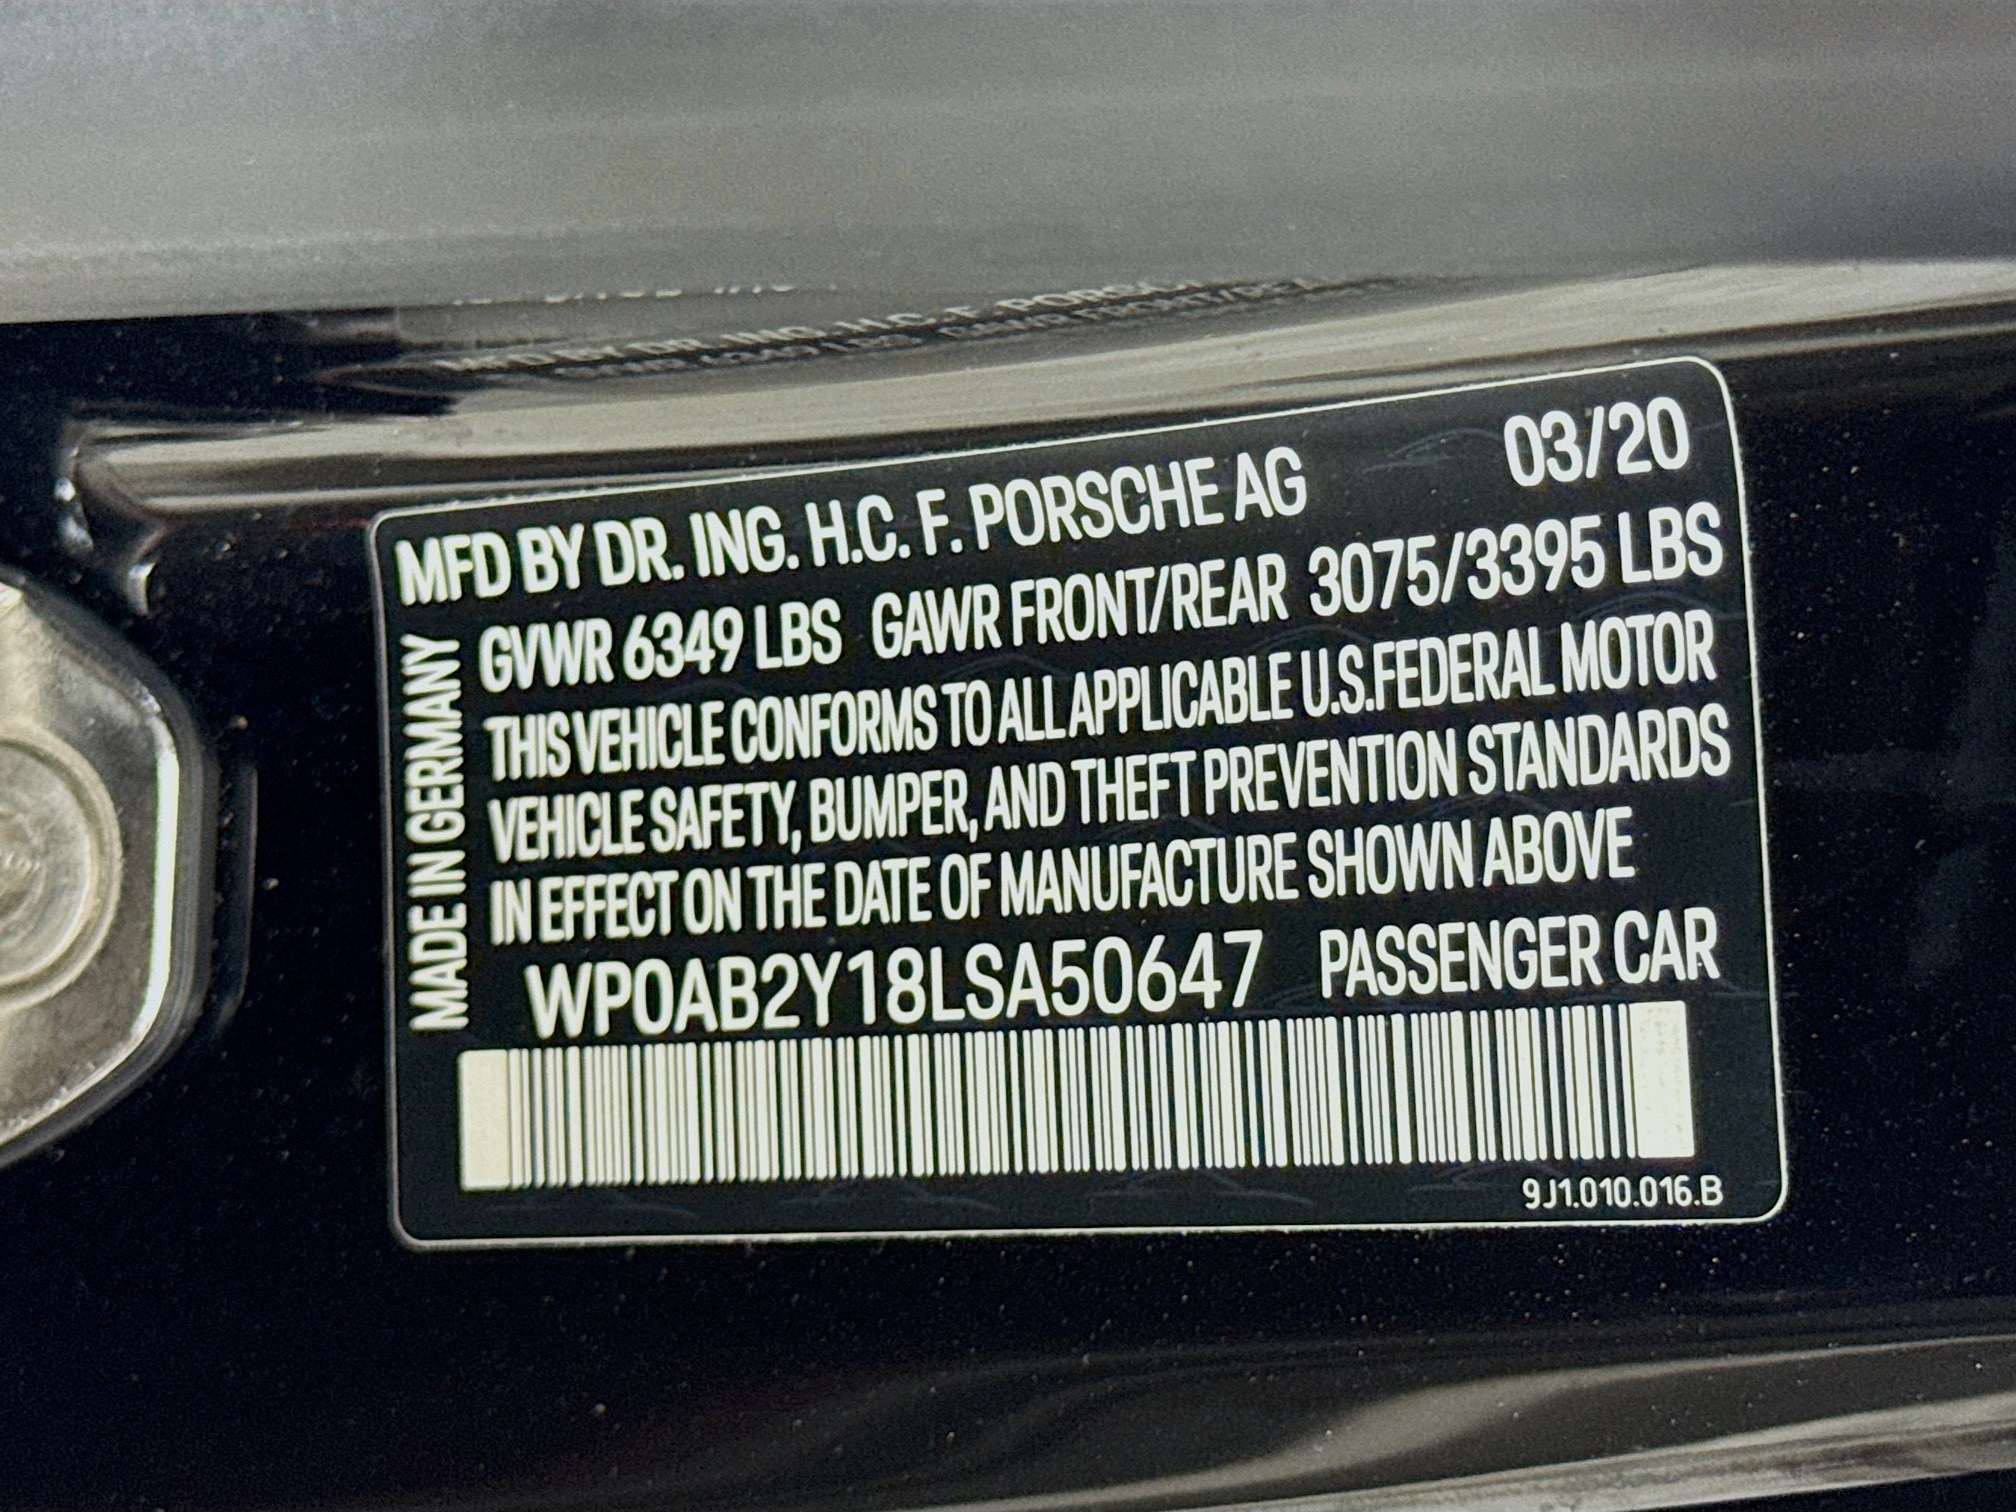 MFD BY DR. ING. H.C. F. PORSCHE AG 03/20
GVWR 6349 LBS GAWR FRONT/REAR 3075/3395 LBS
THIS VEHICLE CONFORMS TO ALL APPLICABLE U.S.FEDERAL MOTOR
VEHICLE SAFETY, BUMPER, AND THEFT PREVENTION STANDARDS
IN EFFECT ON THE DATE OF MANUFACTURE SHOWN ABOVE
WP0AB2Y18LSA50647 PASSENGER CAR
9J1.010.016.B
MADE IN GERMANY